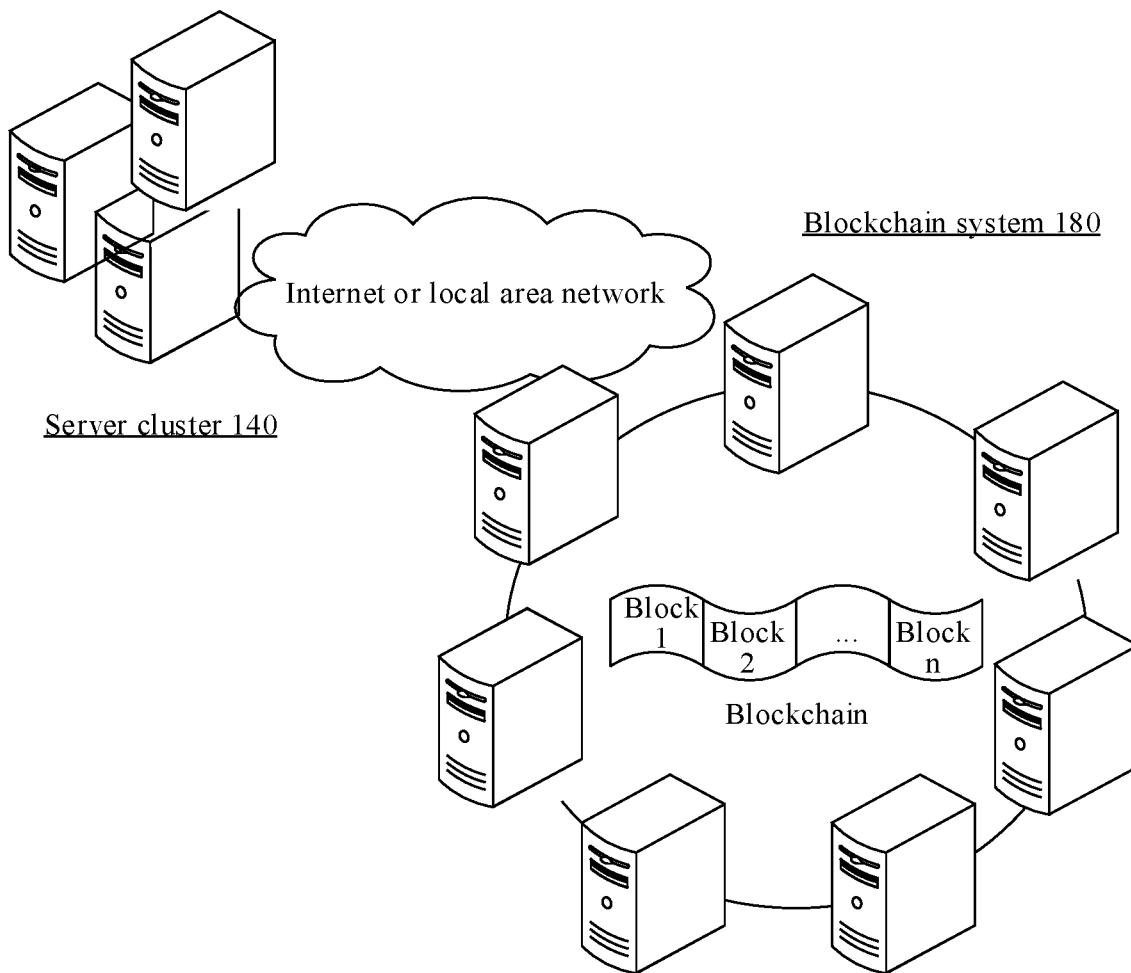 Blockchain system 180
Internet or local area network
Server cluster 140
Block
1
Block
2
...
Block
n
Blockchain